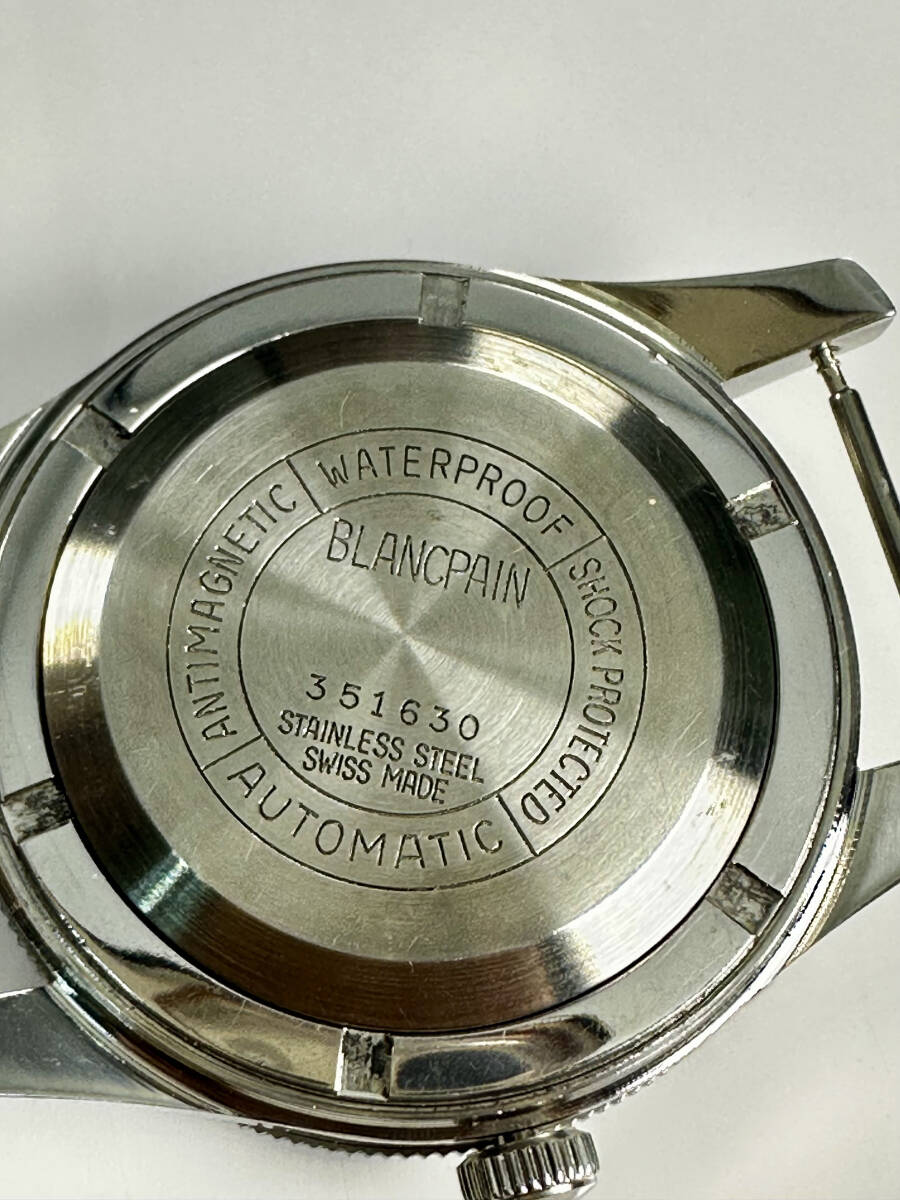 WATERPROOF
SHOCK PROTECTED
AUTOMATIC
ANTIMAGNETIC
BLANCPAIN
351630
STAINLESS STEEL
SWISS MADE